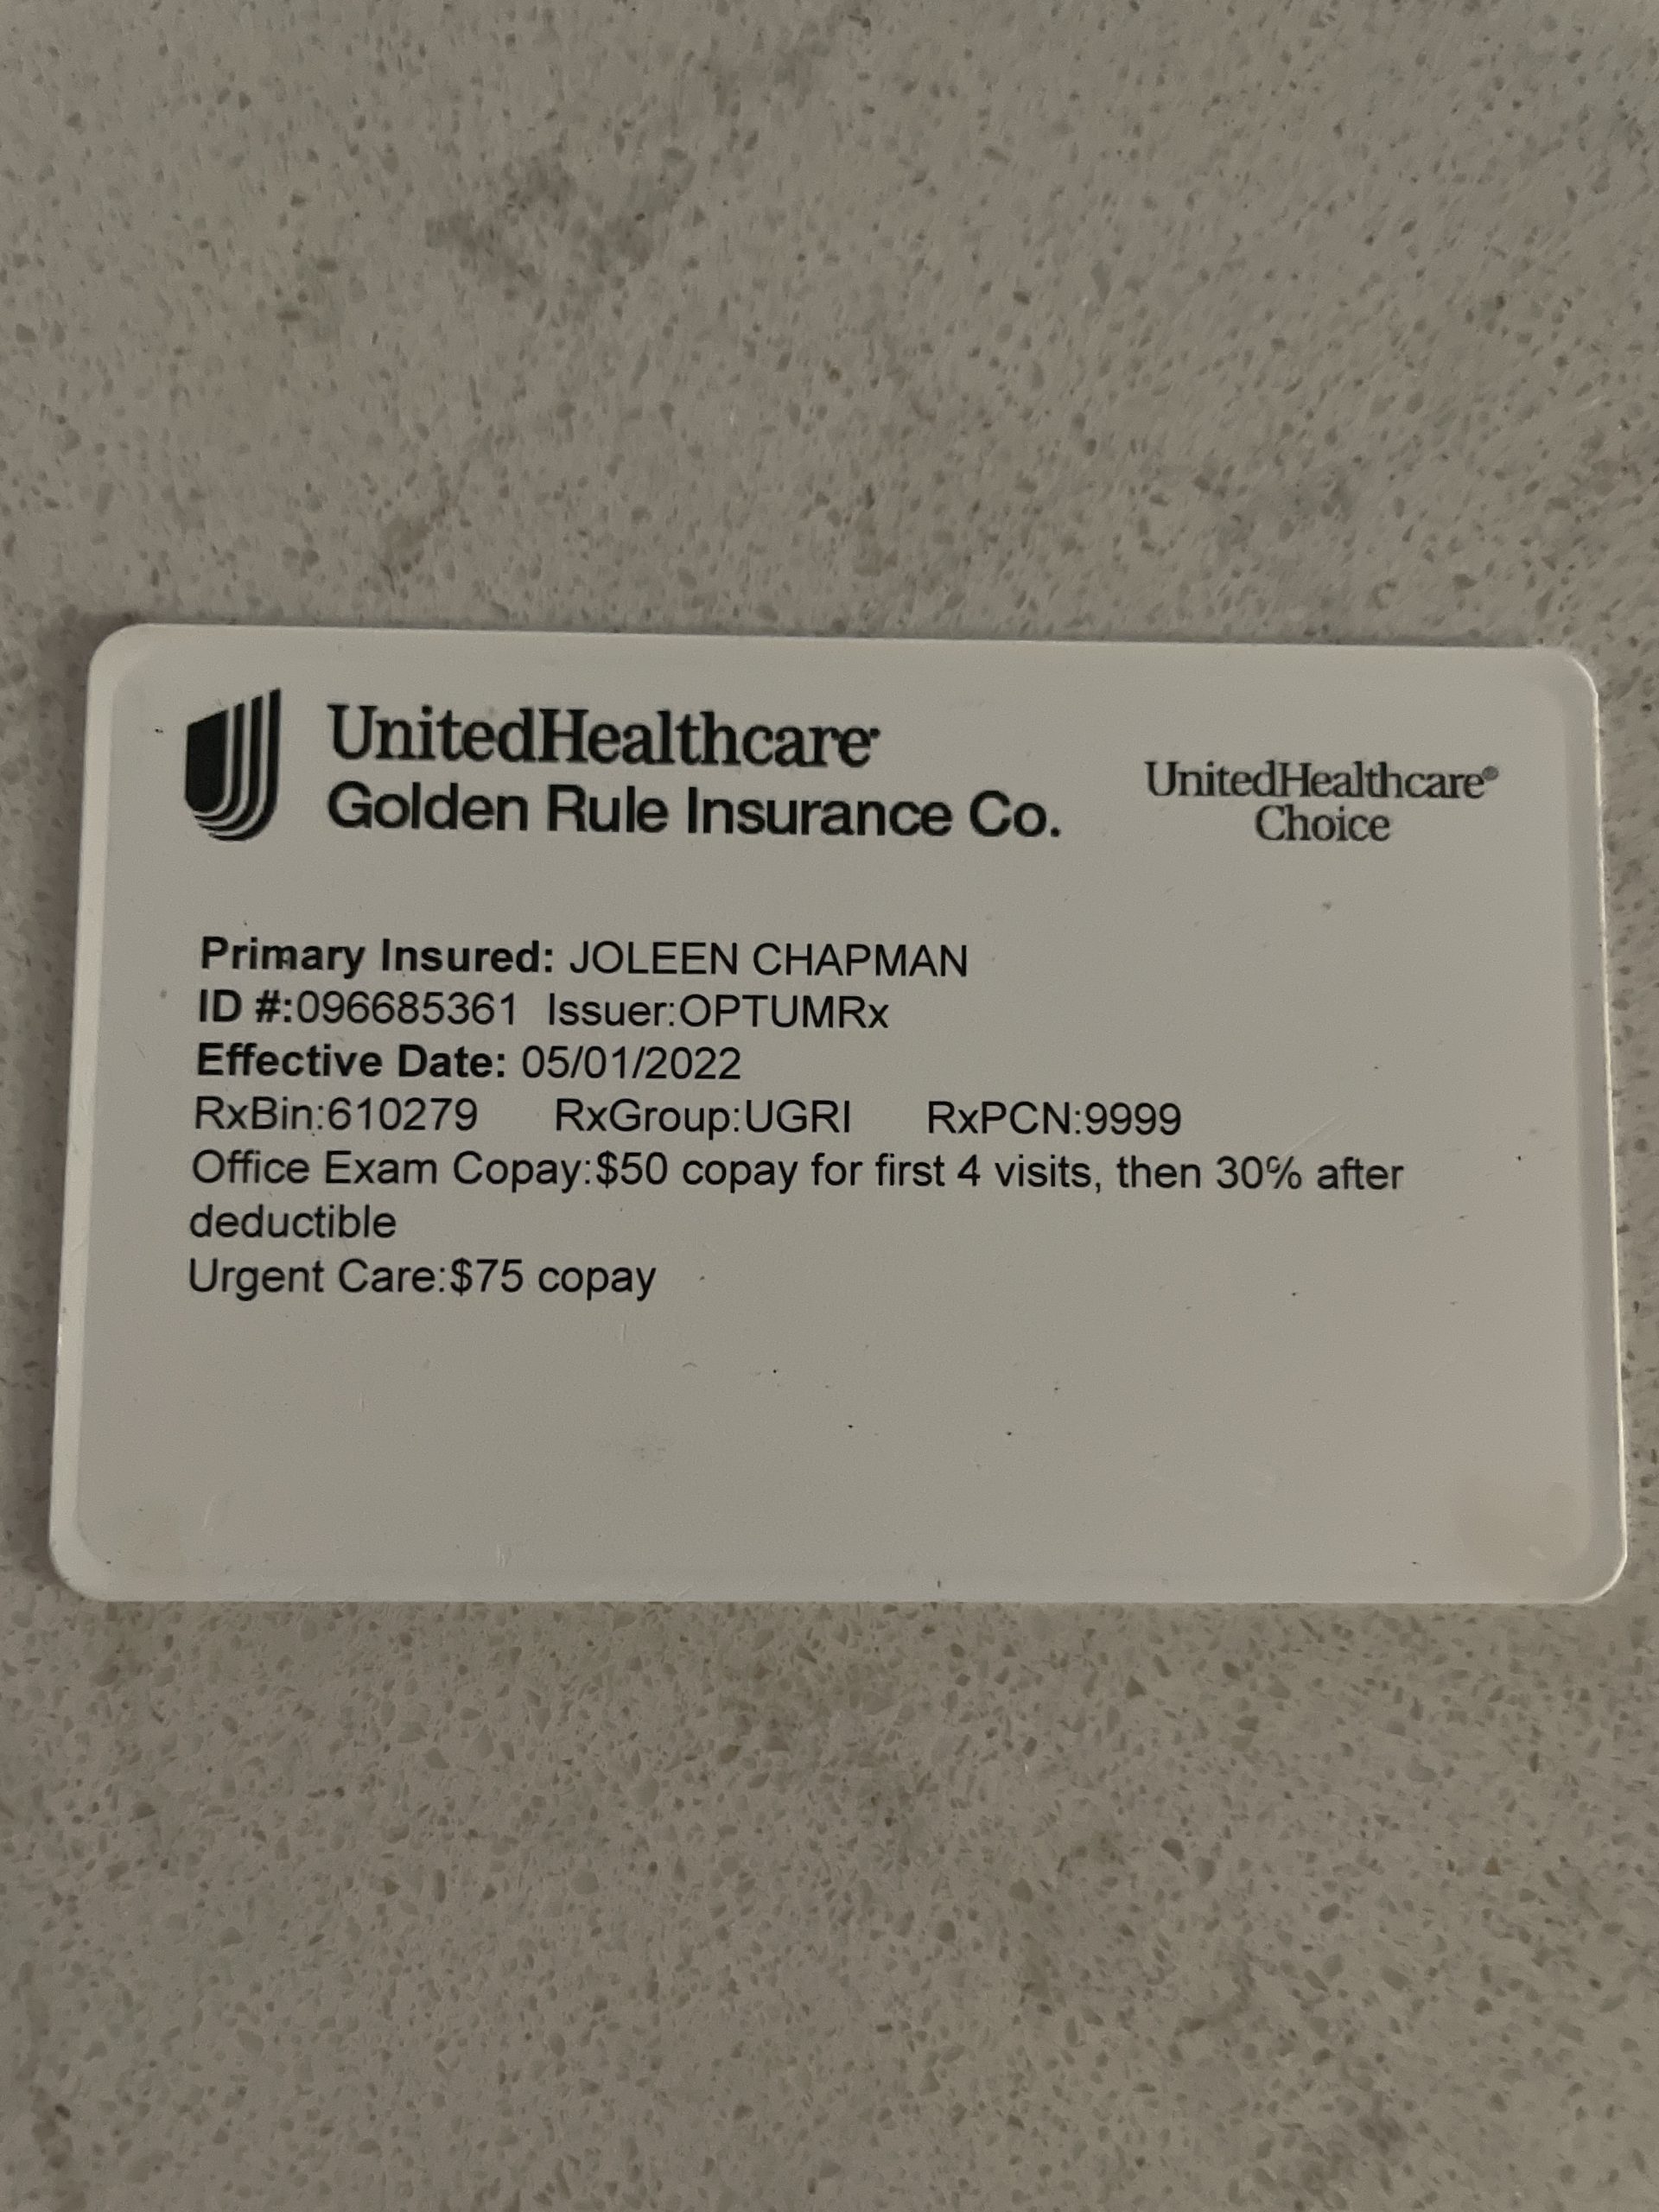 UnitedHealthcare®
Golden Rule Insurance Co.
UnitedHealthcare®
Choice
Primary Insured: JOLEEN CHAPMAN
ID #:096685361 Issuer:OPTUMRx
Effective Date: 05/01/2022
RxBin:610279 RxGroup:UGRI RxPCN:9999
Office Exam Copay:$50 copay for first 4 visits, then 30% after
deductible
Urgent Care:$75 copay